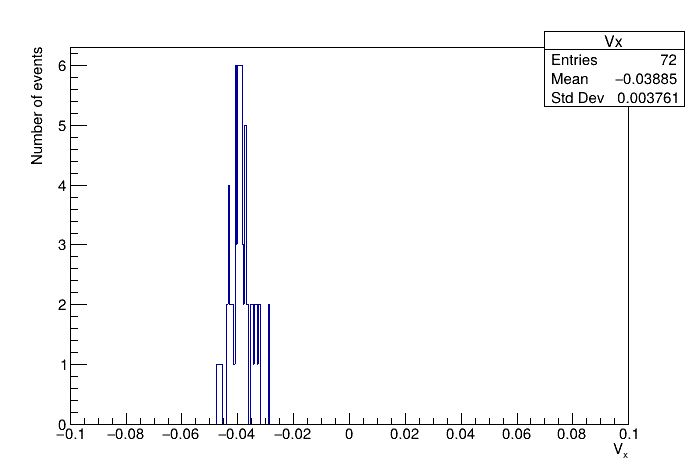 Vx
Entries 72
Mean −0.03885
Std Dev 0.003761
Number of events
6
5
4
3
2
1
0
−0.1 −0.08 −0.06 −0.04 −0.02 0 0.02 0.04 0.06 0.08 0.1
Vx